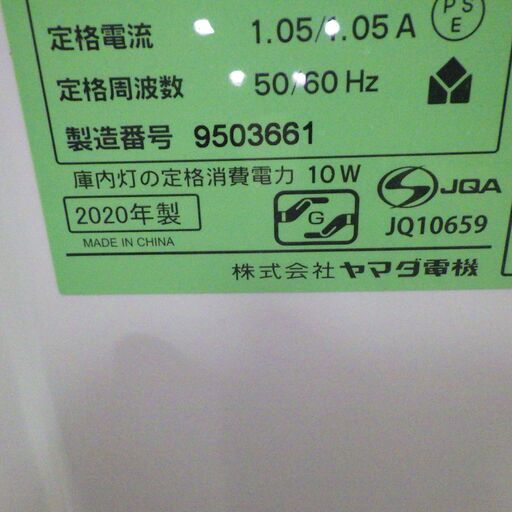 定格電流 1.05/1.05 A
PSE
定格周波数 50/60 Hz
製造番号 9503661
庫内灯の定格消費電力 10W
2020年製
G
JQA
MADE IN CHINA
JQ10659
株式会社 ヤマダ電機